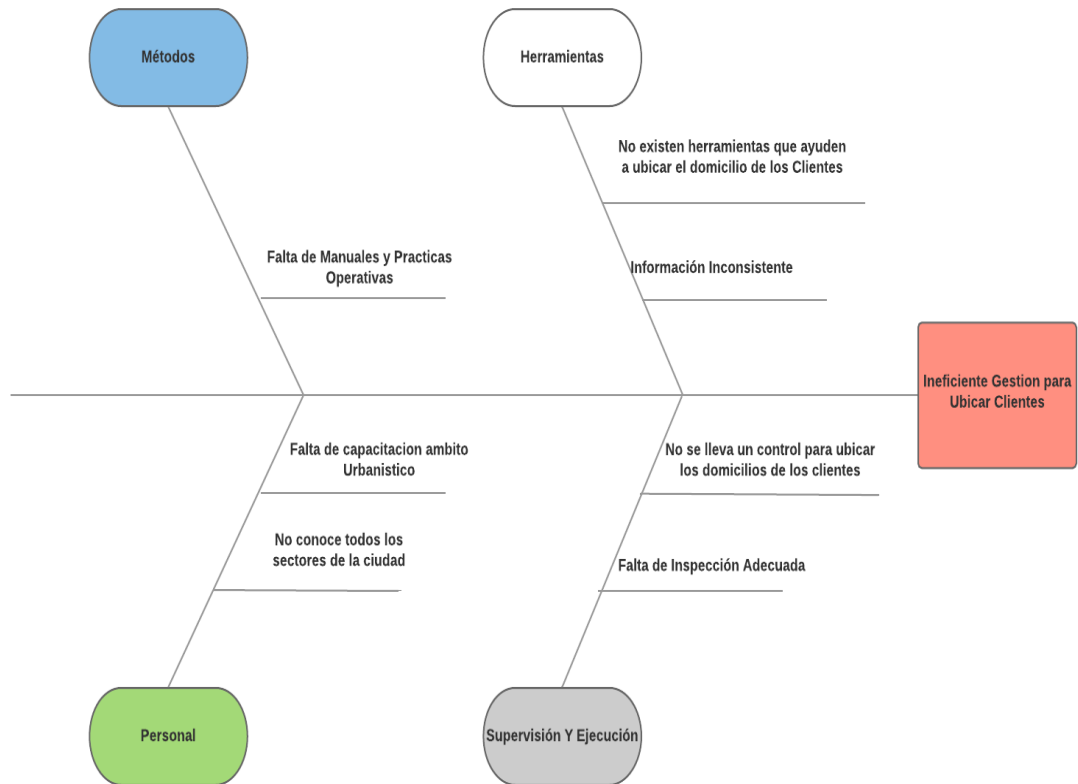 Métodos
Herramientas
No existen herramientas que ayuden
a ubicar el domicilio de los Clientes
Falta de Manuales y Practicas
Operativas
Información Inconsistente
Ineficiente Gestion para
Ubicar Clientes
Falta de capacitacion ambito
Urbanistico
No se lleva un control para ubicar
los domicilios de los clientes
No conoce todos los
sectores de la ciudad
Falta de Inspección Adecuada
Personal
Supervisión Y Ejecución